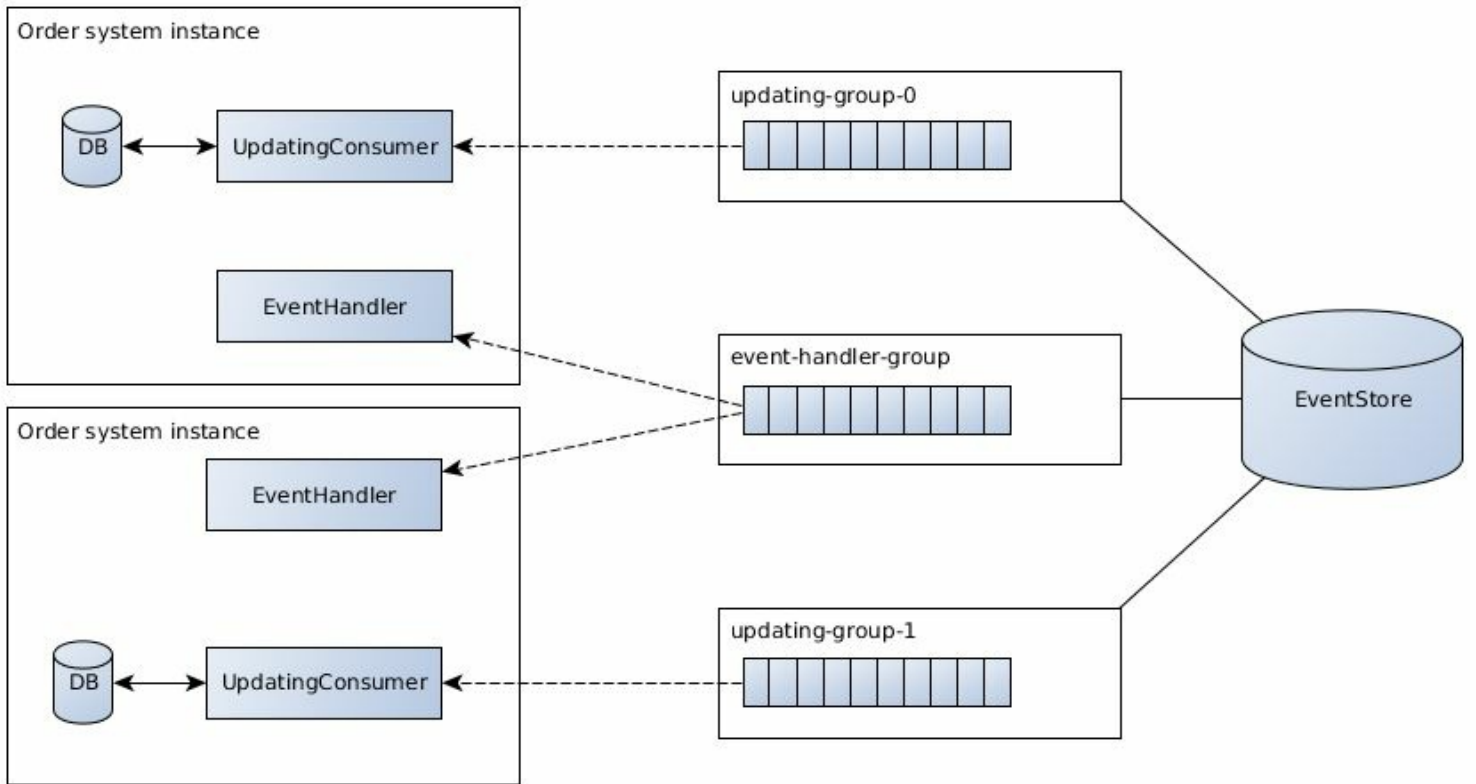 Order system instance
DB
UpdatingConsumer
EventHandler
Order system instance
EventHandler
DB
UpdatingConsumer
updating-group-0
event-handler-group
updating-group-1
EventStore